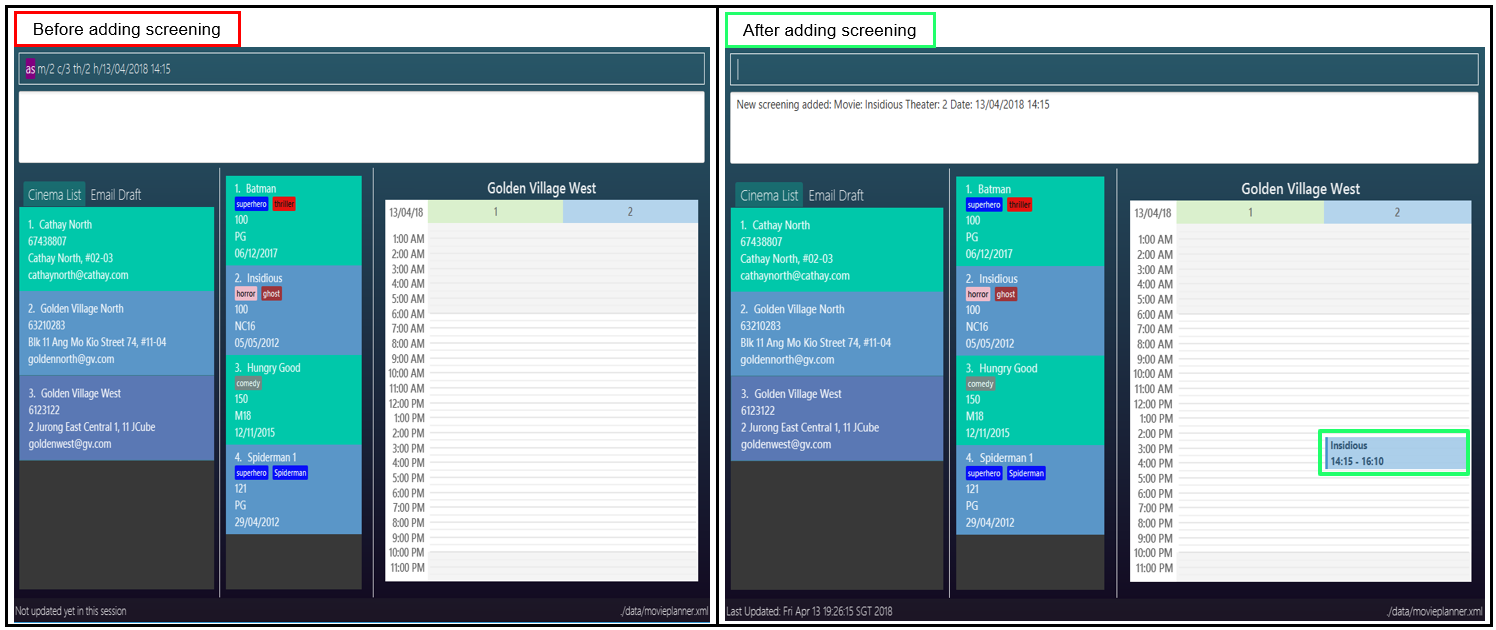 Before adding screening
as m/2 c/3 th/2 h/13/04/2018 14:15
Cinema List Email Draft
1. Cathay North
67438807
Cathay North, #02-03
cathaynorth@cathay.com
2. Golden Village North
63210283
Blk 11 Ang Mo Kio Street 74, #11-04
goldennorth@gv.com
3. Golden Village West
6123122
2 Jurong East Central 1, 11 JCube
goldenwest@gv.com
1. Batman
superhero thriller
100
PG
06/12/2017
2. Insidious
horror ghost
100
NC16
05/05/2012
3. Hungry Good
comedy
150
M18
12/11/2015
4. Spiderman 1
superhero Spiderman
121
PG
29/04/2012
Golden Village West
13/04/18 1 2
1:00 AM
2:00 AM
3:00 AM
4:00 AM
5:00 AM
6:00 AM
7:00 AM
8:00 AM
9:00 AM
10:00 AM
11:00 AM
12:00 PM
1:00 PM
2:00 PM
3:00 PM
4:00 PM
5:00 PM
6:00 PM
7:00 PM
8:00 PM
9:00 PM
10:00 PM
11:00 PM
Not updated yet in this session ./data/movieplanner.xml
After adding screening
New screening added: Movie: Insidious Theater: 2 Date: 13/04/2018 14:15
Cinema List Email Draft
1. Cathay North
67438807
Cathay North, #02-03
cathaynorth@cathay.com
2. Golden Village North
63210283
Blk 11 Ang Mo Kio Street 74, #11-04
goldennorth@gv.com
3. Golden Village West
6123122
2 Jurong East Central 1, 11 JCube
goldenwest@gv.com
1. Batman
superhero thriller
100
PG
06/12/2017
2. Insidious
horror ghost
100
NC16
05/05/2012
3. Hungry Good
comedy
150
M18
12/11/2015
4. Spiderman 1
superhero Spiderman
121
PG
29/04/2012
Golden Village West
13/04/18 1 2
1:00 AM
2:00 AM
3:00 AM
4:00 AM
5:00 AM
6:00 AM
7:00 AM
8:00 AM
9:00 AM
10:00 AM
11:00 AM
12:00 PM
1:00 PM
2:00 PM
3:00 PM
4:00 PM
5:00 PM
6:00 PM
7:00 PM
8:00 PM
9:00 PM
10:00 PM
11:00 PM
Insidious
14:15 - 16:10
Last Updated: Fri Apr 13 19:26:15 SGT 2018 ./data/movieplanner.xml